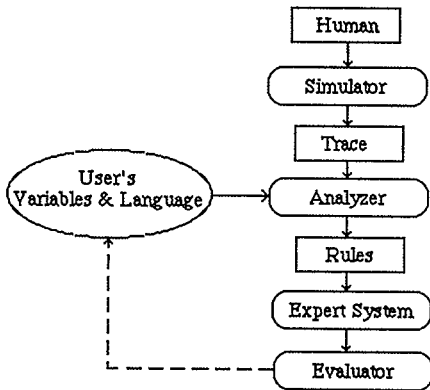 Human
Simulator
Trace
User's
Variables & Language
Analyzer
Rules
Expert System
Evaluator